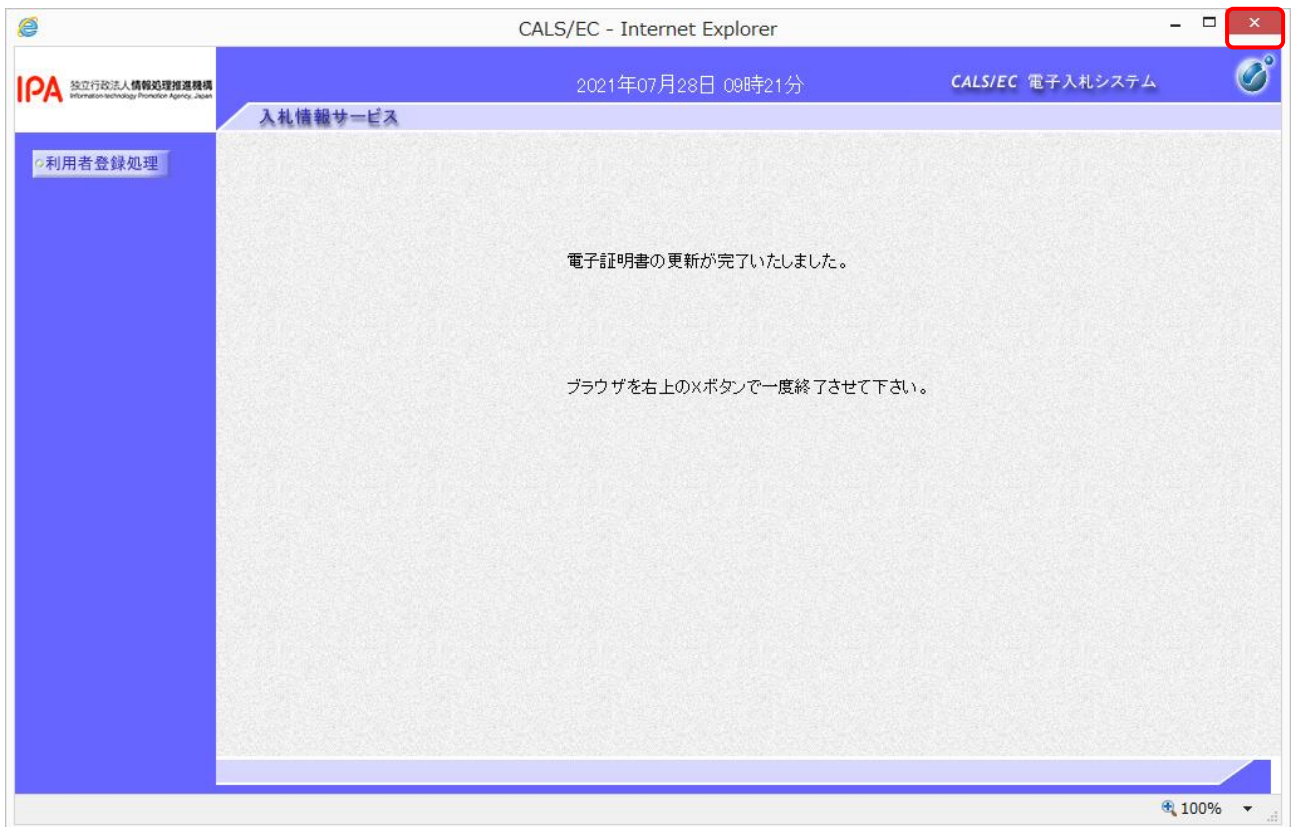 CALS/EC - Internet Explorer
IPA 独立行政法人情報処理推進機構
Information-technology Promotion Agency, Japan
2021年07月28日 09時21分
CALS/EC 電子入札システム
入札情報サービス
利用者登録処理
電子証明書の更新が完了いたしました。
ブラウザを右上の×ボタンで一度終了させて下さい。
100%